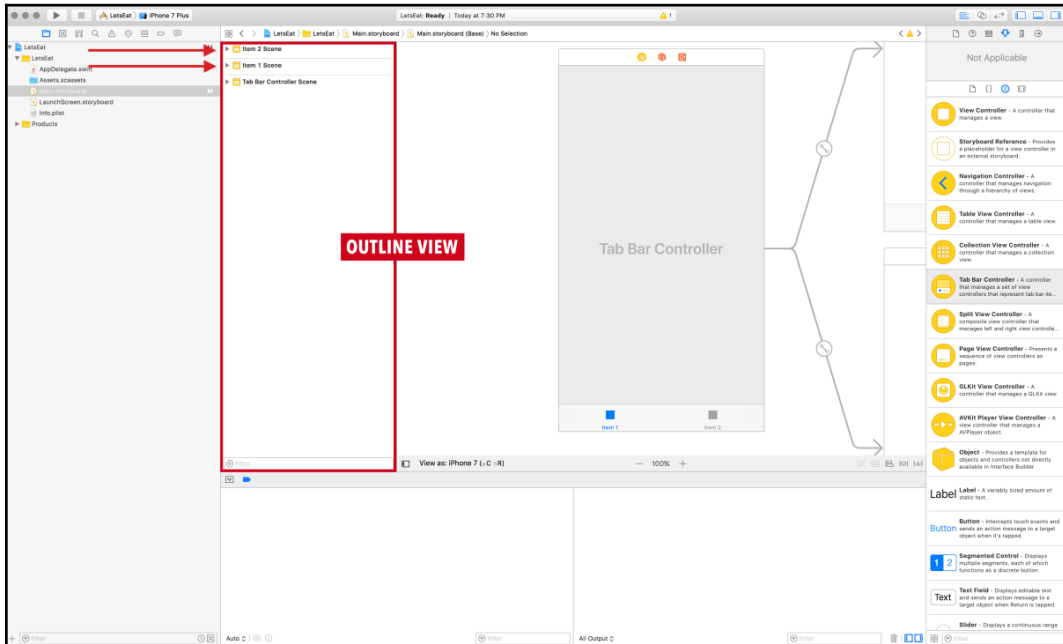 LetsEat
iPhone 7 Plus
LetsEat: Ready | Today at 7:30 PM
1
LetsEat
LetsEat
Main.storyboard
Main.storyboard (Base)
No Selection
LetsEat
M
LetsEat
AppDelegate.swift
Assets.xcassets
Main.storyboard
M
LaunchScreen.storyboard
Info.plist
Products
Item 2 Scene
Item 1 Scene
Tab Bar Controller Scene
OUTLINE VIEW
Filter
Tab Bar Controller
Item 1
Item 2
View as: iPhone 7 (wC hR)
— 100% +
Not Applicable
View Controller - A controller that
manages a view.
Storyboard Reference - Provides
a placeholder for a view controller in
an external storyboard.
Navigation Controller - A
controller that manages navigation
through a hierarchy of views.
Table View Controller - A
controller that manages a table view.
Collection View Controller - A
controller that manages a collection
view.
Tab Bar Controller - A controller
that manages a set of view
controllers that represent tab bar ite...
Split View Controller - A
composite view controller that
manages left and right view controlle...
Page View Controller - Presents a
sequence of view controllers as
pages.
GLKit View Controller - A
controller that manages a GLKit view.
AVKit Player View Controller - A
view controller that manages a
AVPlayer object.
Object - Provides a template for
objects and controllers not directly
available in Interface Builder.
Label
Label - A variably sized amount of
static text.
Button
Button - Intercepts touch events and
sends an action message to a target
object when it's tapped.
1 2
Segmented Control - Displays
multiple segments, each of which
functions as a discrete button.
Text
Text Field - Displays editable text
and sends an action message to a
target object when Return is tapped.
Slider - Displays a continuous range
+ Filter
Auto
Filter
All Output
Filter
Filter